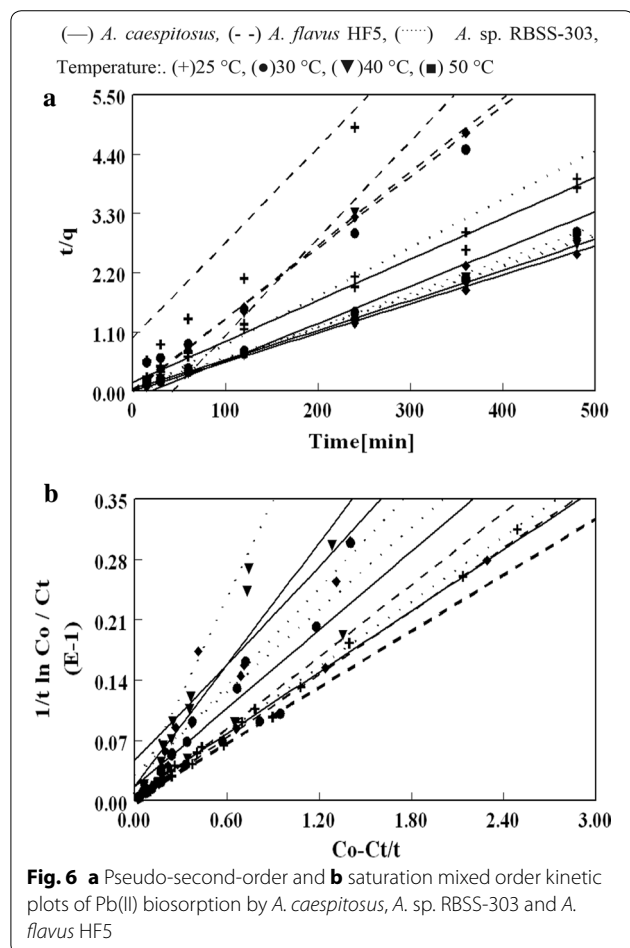 (—) A. caespitosus, (- -) A. flavus HF5, (······) A. sp. RBSS-303,
Temperature:. (+)25 °C, (●)30 °C, (▼)40 °C, (■) 50 °C
a
5.50
4.40
3.30
2.20
1.10
0.00
t/q
0 100 200 300 400 500
Time[min]
b
0.35
0.28
0.21
0.14
0.07
0.00
1/t ln Co / Ct
(E-1)
0.00 0.60 1.20 1.80 2.40 3.00
Co-Ct/t
Fig. 6 a Pseudo-second-order and b saturation mixed order kinetic
plots of Pb(II) biosorption by A. caespitosus, A. sp. RBSS-303 and A.
flavus HF5